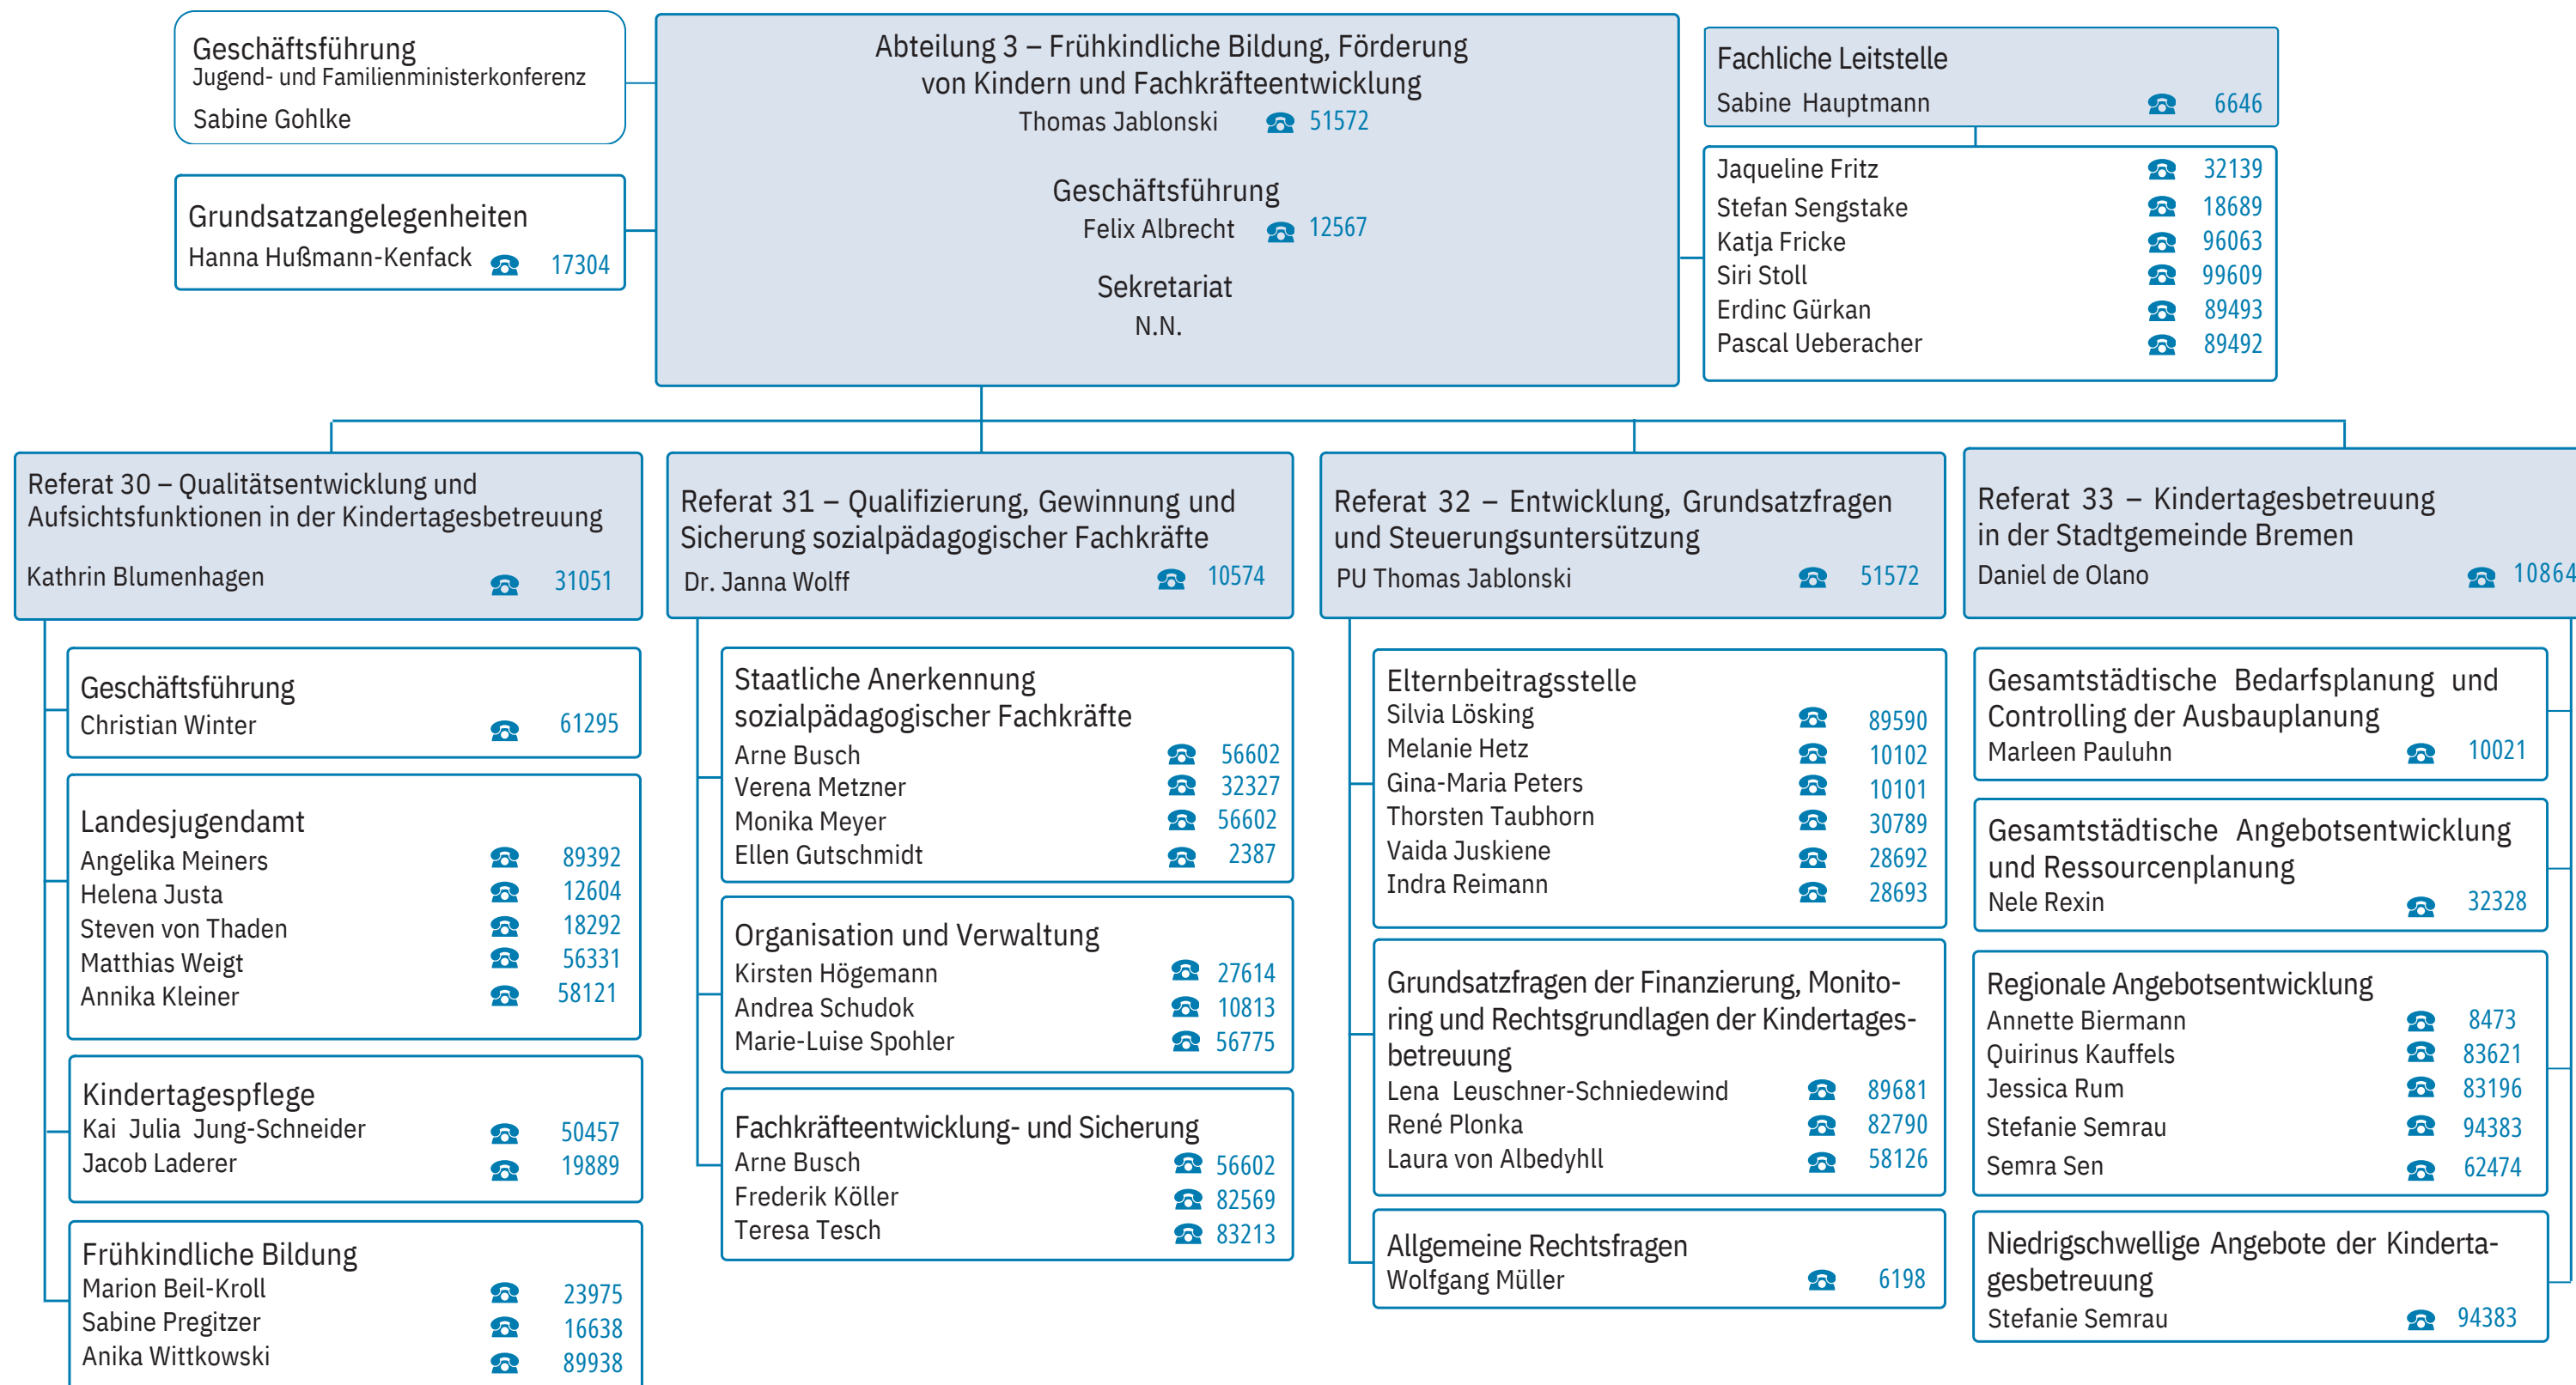 Geschäftsführung
Jugend- und Familienministerkonferenz
Sabine Gohlke
Grundsatzangelegenheiten
Hanna Hußmann-Kenfack ☎ 17304
Abteilung 3 – Frühkindliche Bildung, Förderung
von Kindern und Fachkräfteentwicklung
Thomas Jablonski ☎ 51572
Geschäftsführung
Felix Albrecht ☎ 12567
Sekretariat
N.N.
Fachliche Leitstelle
Sabine Hauptmann ☎ 6646
Jaqueline Fritz ☎ 32139
Stefan Sengstake ☎ 18689
Katja Fricke ☎ 96063
Siri Stoll ☎ 99609
Erdinc Gürkan ☎ 89493
Pascal Ueberacher ☎ 89492
Referat 30 – Qualitätsentwicklung und
Aufsichtsfunktionen in der Kindertagesbetreuung
Kathrin Blumenhagen ☎ 31051
Geschäftsführung
Christian Winter ☎ 61295
Landesjugendamt
Angelika Meiners ☎ 89392
Helena Justa ☎ 12604
Steven von Thaden ☎ 18292
Matthias Weigt ☎ 56331
Annika Kleiner ☎ 58121
Kindertagespflege
Kai Julia Jung-Schneider ☎ 50457
Jacob Laderer ☎ 19889
Frühkindliche Bildung
Marion Beil-Kroll ☎ 23975
Sabine Pregitzer ☎ 16638
Anika Wittkowski ☎ 89938
Referat 31 – Qualifizierung, Gewinnung und
Sicherung sozialpädagogischer Fachkräfte
Dr. Janna Wolff ☎ 10574
Staatliche Anerkennung
sozialpädagogischer Fachkräfte
Arne Busch ☎ 56602
Verena Metzner ☎ 32327
Monika Meyer ☎ 56602
Ellen Gutschmidt ☎ 2387
Organisation und Verwaltung
Kirsten Högemann ☎ 27614
Andrea Schudok ☎ 10813
Marie-Luise Spohler ☎ 56775
Fachkräfteentwicklung- und Sicherung
Arne Busch ☎ 56602
Frederik Köller ☎ 82569
Teresa Tesch ☎ 83213
Referat 32 – Entwicklung, Grundsatzfragen
und Steuerungsuntersützung
PU Thomas Jablonski ☎ 51572
Elternbeitragsstelle
Silvia Lösking ☎ 89590
Melanie Hetz ☎ 10102
Gina-Maria Peters ☎ 10101
Thorsten Taubhorn ☎ 30789
Vaida Juskiene ☎ 28692
Indra Reimann ☎ 28693
Grundsatzfragen der Finanzierung, Monito-
ring und Rechtsgrundlagen der Kindertages-
betreuung
Lena Leuschner-Schniedewind ☎ 89681
René Plonka ☎ 82790
Laura von Albedyhll ☎ 58126
Allgemeine Rechtsfragen
Wolfgang Müller ☎ 6198
Referat 33 – Kindertagesbetreuung
in der Stadtgemeinde Bremen
Daniel de Olano ☎ 10864
Gesamtstädtische Bedarfsplanung und
Controlling der Ausbauplanung
Marleen Pauluhn ☎ 10021
Gesamtstädtische Angebotsentwicklung
und Ressourcenplanung
Nele Rexin ☎ 32328
Regionale Angebotsentwicklung
Annette Biermann ☎ 8473
Quirinus Kauffels ☎ 83621
Jessica Rum ☎ 83196
Stefanie Semrau ☎ 94383
Semra Sen ☎ 62474
Niedrigschwellige Angebote der Kinderta-
gesbetreuung
Stefanie Semrau ☎ 94383